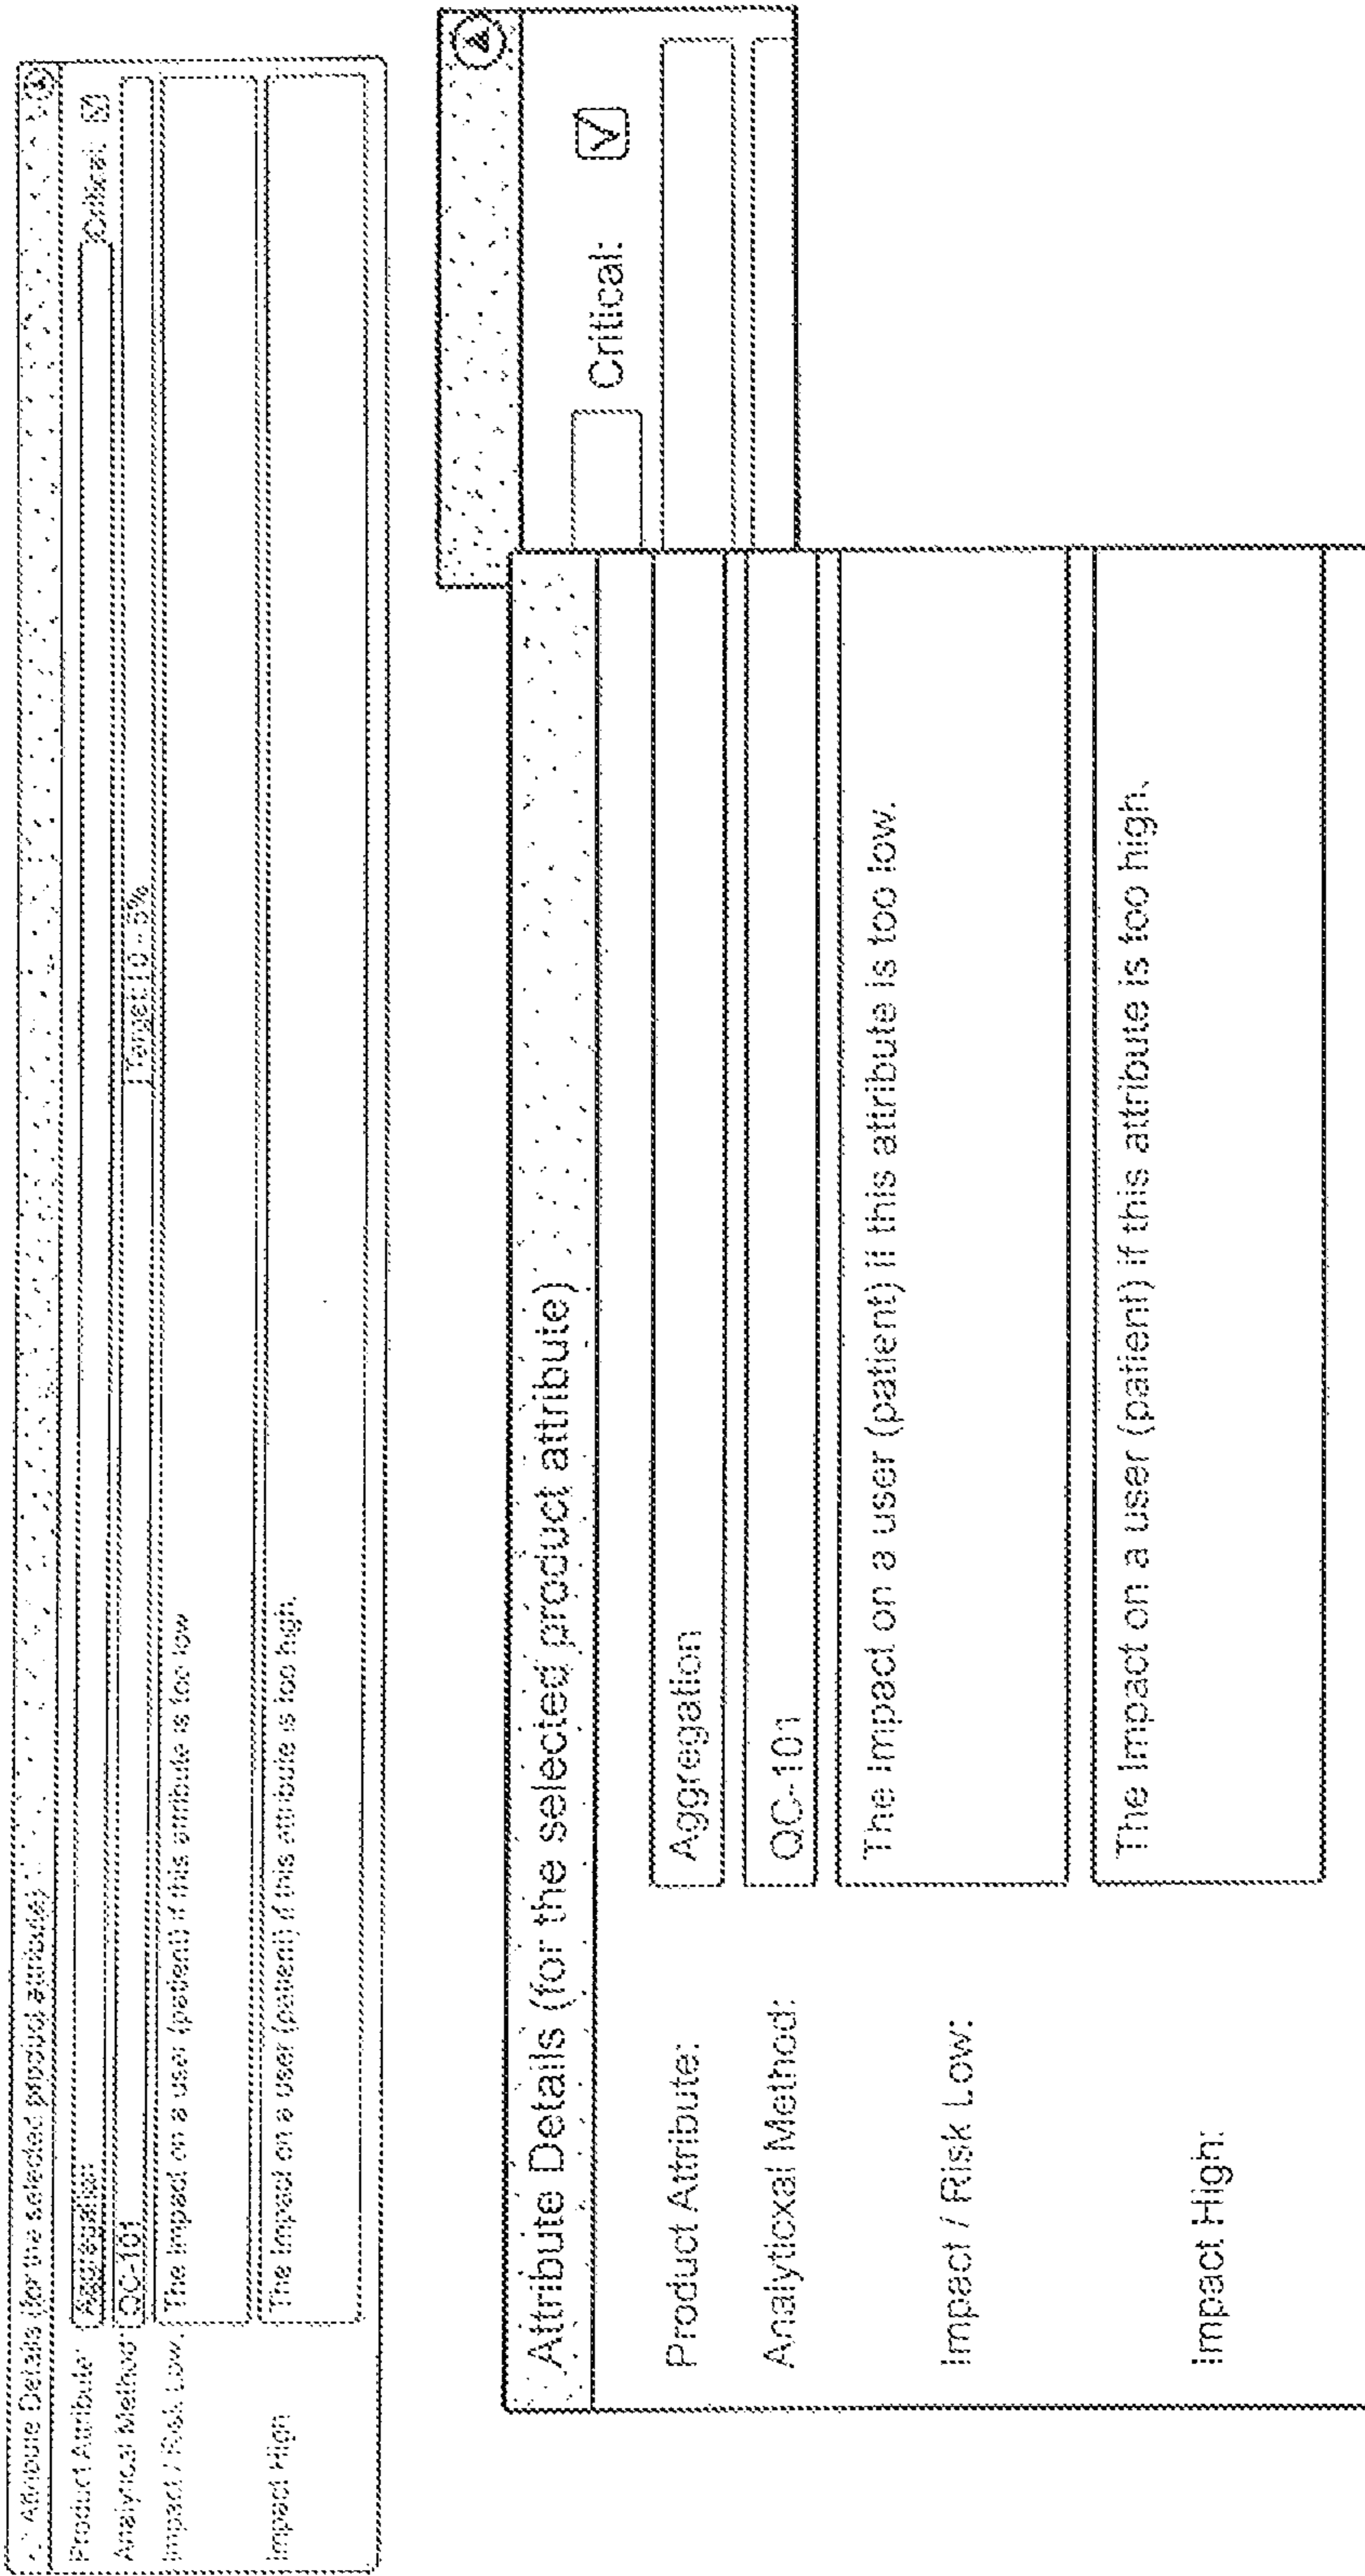 Attribute Details (for the selected product attribute)
Product Attribute: Aggregation Critical:
Analytical Method: QC-101 Target: 0 - 5%
Impact / Risk Low: The Impact on a user (patient) if this attribute is too low
Impact High The Impact on a user (patient) if this attribute is too high.
Critical:
Attribute Details (for the selected product attribute)
Product Attribute: Aggregation
Analyticxal Method: QC-101
Impact / Risk Low: The Impact on a user (patient) if this attribute is too low.
Impact High: The Impact on a user (patient) if this attribute is too high.